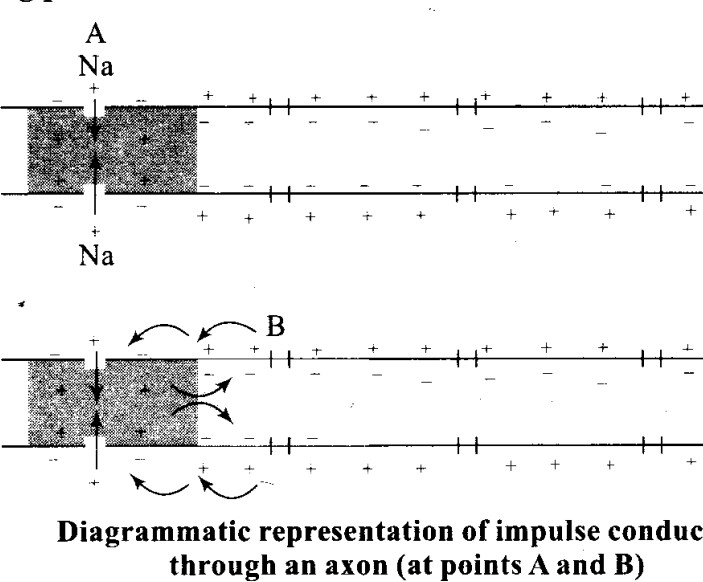 A
Na
Na
B
Diagrammatic representation of impulse conduc
through an axon (at points A and B)